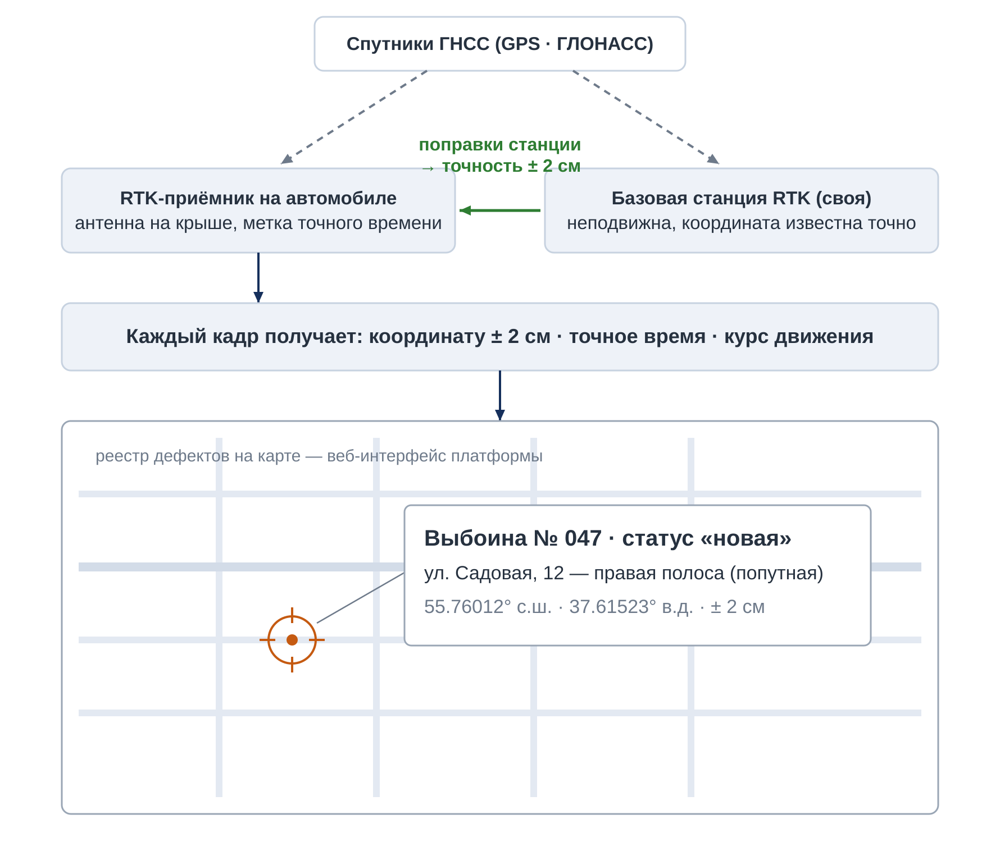 Спутники ГНСС (GPS · ГЛОНАСС)
поправки станции
→ точность ± 2 см
RTK-приёмник на автомобиле
антенна на крыше, метка точного времени
Базовая станция RTK (своя)
неподвижна, координата известна точно
Каждый кадр получает: координату ± 2 см · точное время · курс движения
реестр дефектов на карте — веб-интерфейс платформы
Выбоина № 047 · статус «новая»
ул. Садовая, 12 — правая полоса (попутная)
55.76012° с.ш. · 37.61523° в.д. · ± 2 см